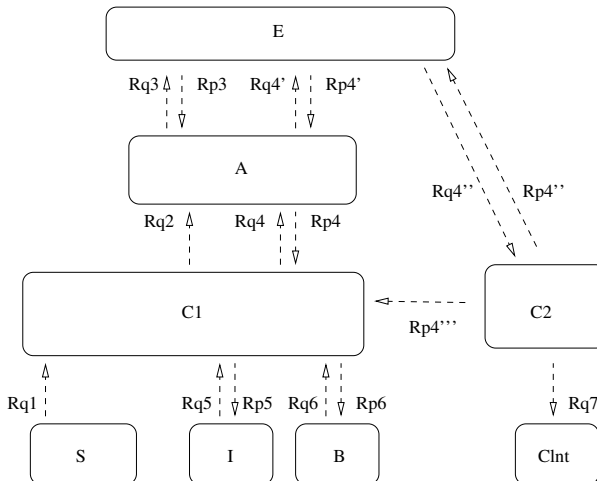 E
Rq3 Rp3 Rq4' Rp4'
A
Rq4'' Rp4''
Rq2 Rq4 Rp4
C1 C2
Rp4'''
Rq1 Rq5 Rp5 Rq6 Rp6 Rq7
S I B Clnt